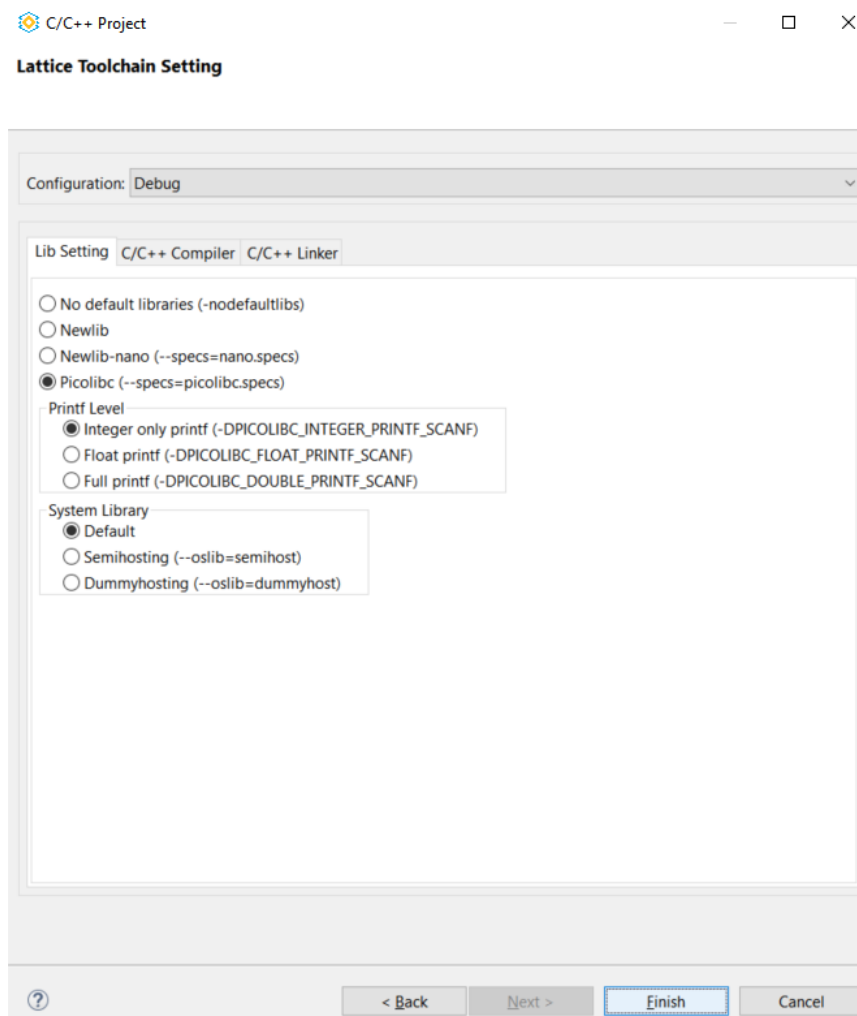 C/C++ Project
Lattice Toolchain Setting
Configuration: Debug
Lib Setting C/C++ Compiler C/C++ Linker
No default libraries (-nodefaultlibs)
Newlib
Newlib-nano (--specs=nano.specs)
Picolibc (--specs=picolibc.specs)
Printf Level
Integer only printf (-DPICOLIBC_INTEGER_PRINTF_SCANF)
Float printf (-DPICOLIBC_FLOAT_PRINTF_SCANF)
Full printf (-DPICOLIBC_DOUBLE_PRINTF_SCANF)
System Library
Default
Semihosting (--oslib=semihost)
Dummyhosting (--oslib=dummyhost)
? < Back Next > Finish Cancel